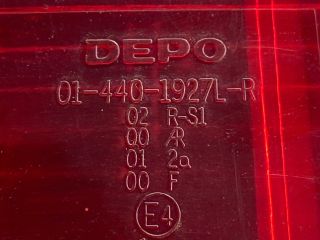 DEPO
01-440-1927L-R
02 R-S1
00 AR
01 2a
00 F
E4